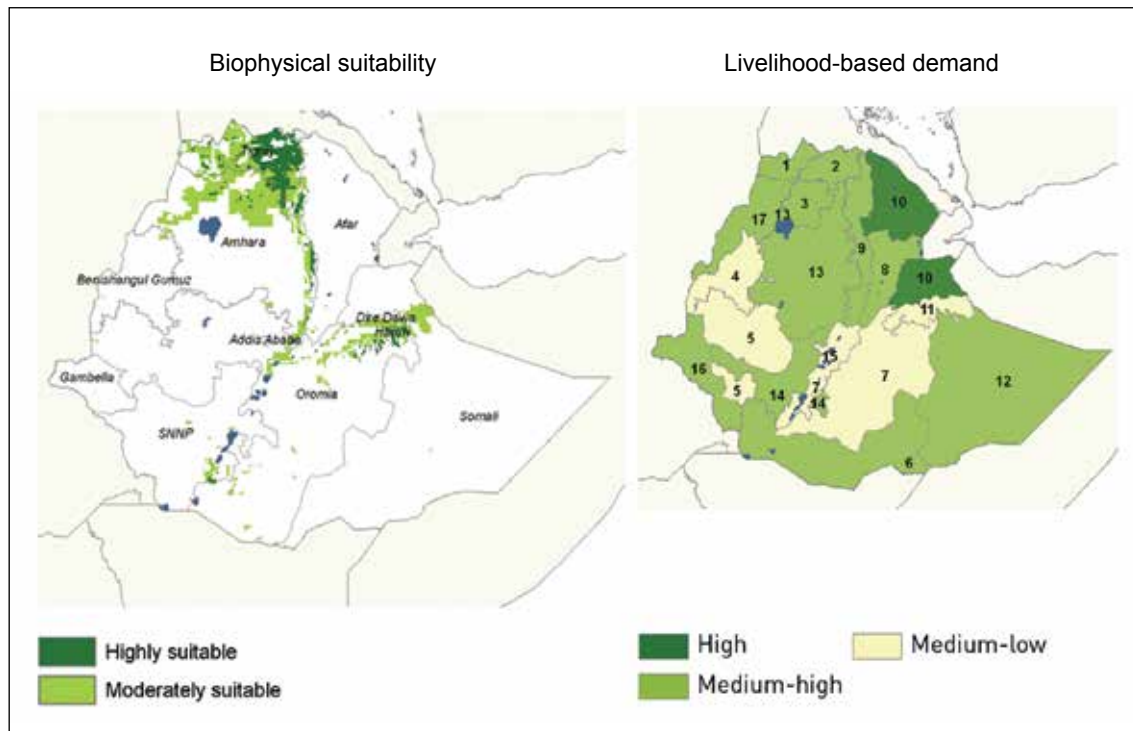 Biophysical suitability
Livelihood-based demand
Tigray
Afar
Amhara
Benishangul Gumuz
Dire Dawa
Harari
Addis Ababa
Gambella
Oromia
Somali
SNNP
1
2
3
10
17
13
9
4
13
8
10
11
5
15
7
16
5
7
12
14
14
6
Highly suitable
Moderately suitable
High
Medium-low
Medium-high